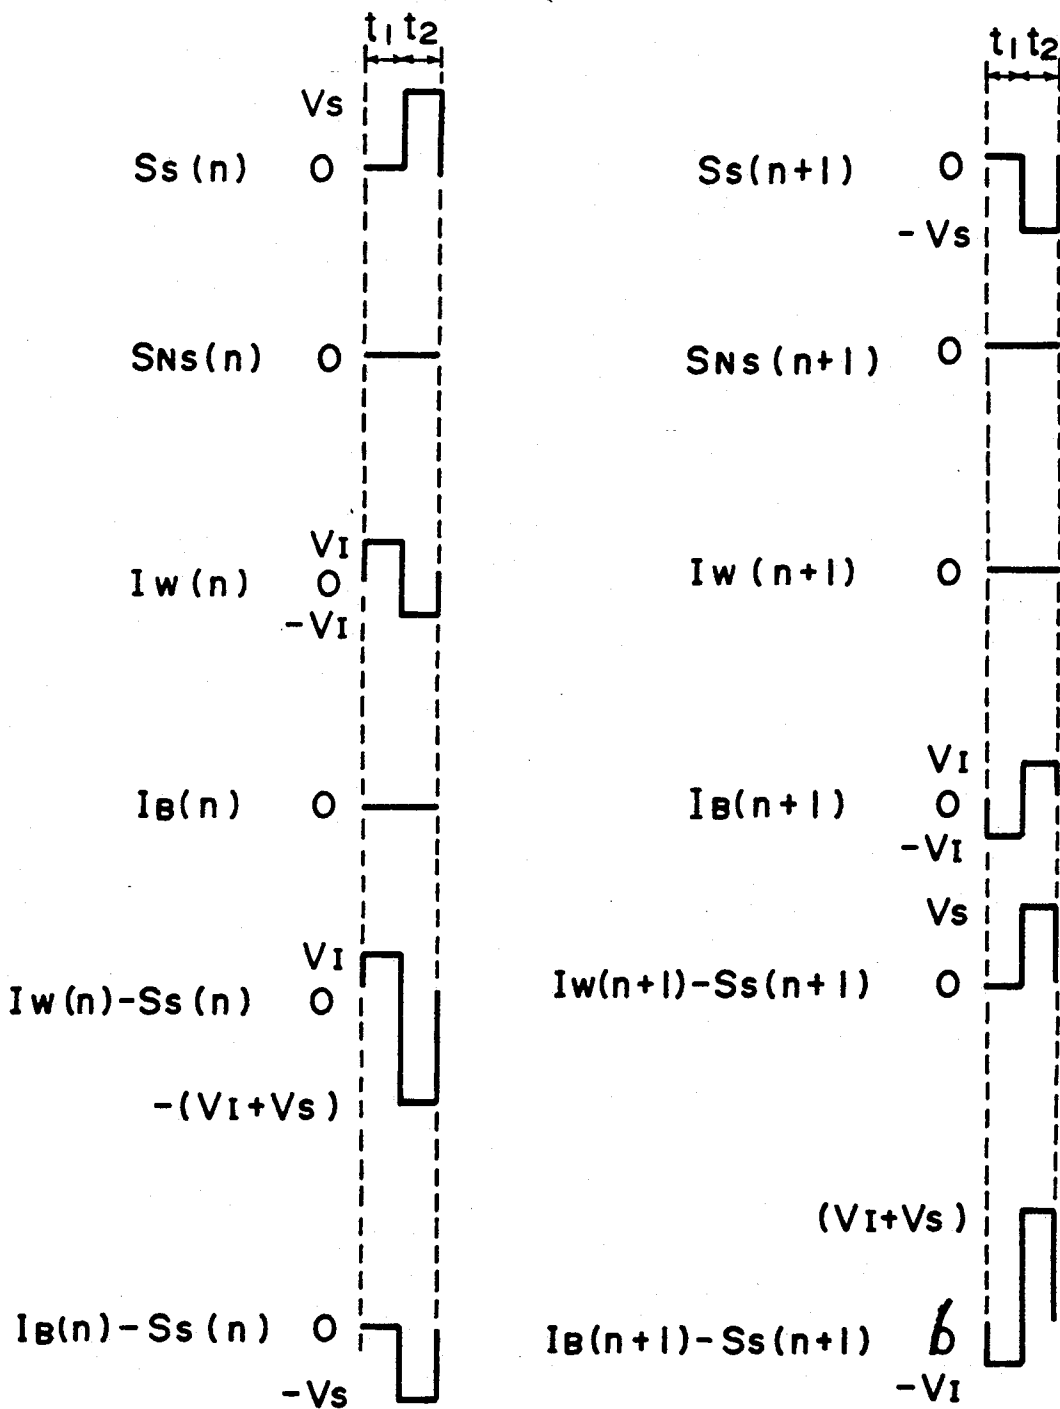 t1 t2
Vs
Ss(n) 0
SNs(n) 0
VI
Iw(n) 0
-VI
IB(n) 0
VI
Iw(n)-Ss(n) 0
-(VI+Vs)
IB(n)-Ss(n) 0
-Vs
t1 t2
Ss(n+1) 0
-Vs
SNs(n+1) 0
Iw(n+1) 0
VI
IB(n+1) 0
-VI
Vs
Iw(n+1)-Ss(n+1) 0
(VI+Vs)
IB(n+1)-Ss(n+1) 0
-VI